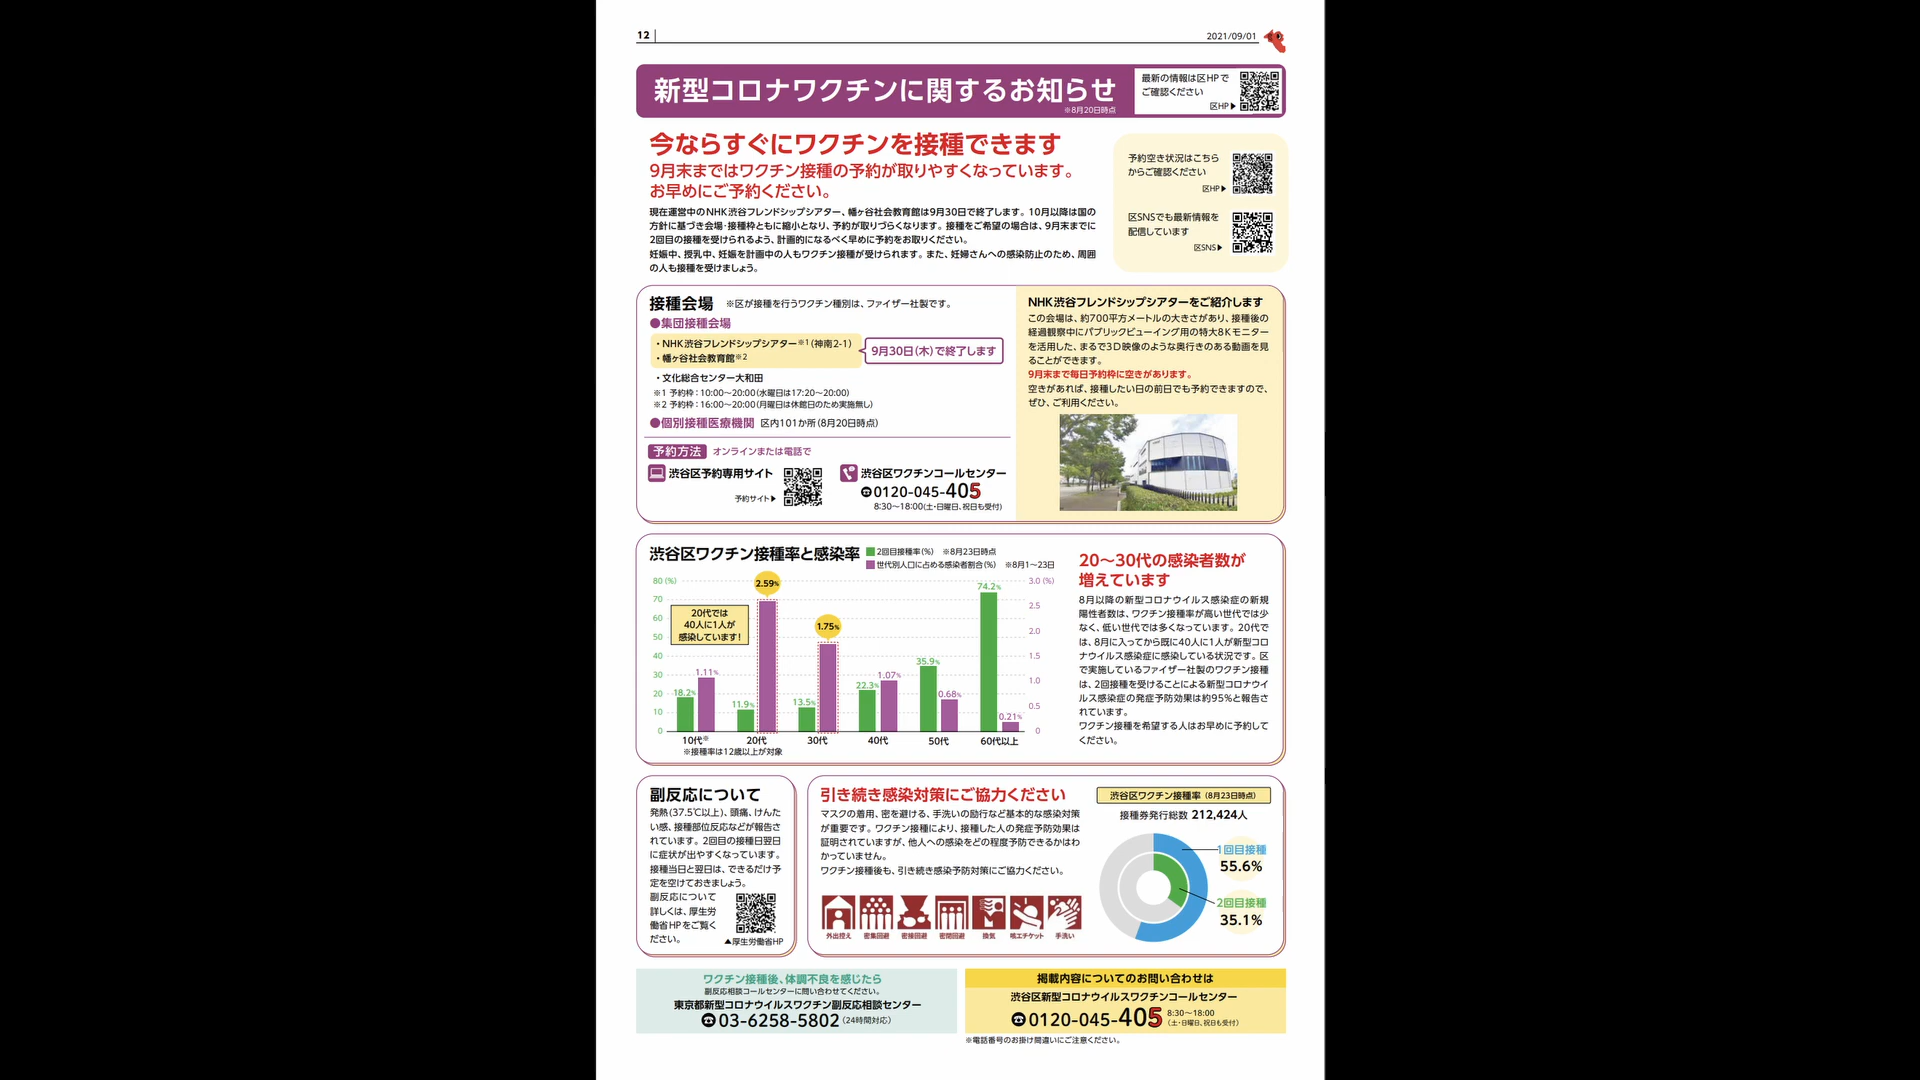 12
2021/09/01
新型コロナワクチンに関するお知らせ
※8月20日時点
最新の情報は区HPで
ご確認ください
区HP▶
今ならすぐにワクチンを接種できます
9月末まではワクチン接種の予約が取りやすくなっています。
お早めにご予約ください。
現在運営中のNHK渋谷フレンドシップシアター、幡ヶ谷社会教育館は9月30日で終了します。10月以降は国の
方針に基づき会場・接種枠ともに縮小となり、予約が取りづらくなります。接種をご希望の場合は、9月末までに
2回目の接種を受けられるよう、計画的になるべく早めに予約をお取りください。
妊娠中、授乳中、妊娠を計画中の人もワクチン接種が受けられます。また、妊婦さんへの感染防止のため、周囲
の人も接種を受けましょう。
予約空き状況はこちら
からご確認ください
区HP▶
区SNSでも最新情報を
配信しています
区SNS▶
接種会場 ※区が接種を行うワクチン種別は、ファイザー社製です。
●集団接種会場
・NHK渋谷フレンドシップシアター※1(神南2-1)
・幡ヶ谷社会教育館※2
9月30日(木)で終了します
・文化総合センター大和田
※1 予約枠：10:00～20:00(水曜日は17:20～20:00)
※2 予約枠：16:00～20:00(月曜日は休館日のため実施無し)
●個別接種医療機関 区内101か所(8月20日時点)
予約方法 オンラインまたは電話で
渋谷区予約専用サイト
予約サイト▶
渋谷区ワクチンコールセンター
0120-045-405
8:30～18:00(土・日曜日、祝日も受付)
NHK渋谷フレンドシップシアターをご紹介します
この会場は、約700平方メートルの大きさがあり、接種後の
経過観察中にパブリックビューイング用の特大8Kモニター
を活用した、まるで3D映像のような奥行きのある動画を見
ることができます。
9月末まで毎日予約枠に空きがあります。
空きがあれば、接種したい日の前日でも予約できますので、
ぜひ、ご利用ください。
渋谷区ワクチン接種率と感染率
2回目接種率(%) ※8月23日時点
世代別人口に占める感染者割合(%) ※8月1～23日
80(%)
70
60
50
40
30
20
10
0
3.0(%)
2.5
2.0
1.5
1.0
0.5
0
20代では
40人に1人が
感染しています！
18.2%
1.11%
11.9%
2.59%
13.5%
1.75%
22.3%
1.07%
35.9%
0.68%
74.2%
0.21%
10代※
20代
30代
40代
50代
60代以上
※接種率は12歳以上が対象
20～30代の感染者数が
増えています
8月以降の新型コロナウイルス感染症の新規
陽性者数は、ワクチン接種率が高い世代では少
なく、低い世代では多くなっています。20代で
は、8月に入ってから既に40人に1人が新型コロ
ナウイルス感染症に感染している状況です。区
で実施しているファイザー社製のワクチン接種
は、2回接種を受けることによる新型コロナウイ
ルス感染症の発症予防効果は約95%と報告さ
れています。
ワクチン接種を希望する人はお早めに予約して
ください。
副反応について
発熱(37.5℃以上)、頭痛、けんた
い感、接種部位反応などが報告さ
れています。2回目の接種日翌日
に症状が出やすくなっています。
接種当日と翌日は、できるだけ予
定を空けておきましょう。
副反応について
詳しくは、厚生労
働省HPをご覧く
ださい。
▲厚生労働省HP
引き続き感染対策にご協力ください
マスクの着用、密を避ける、手洗いの励行など基本的な感染対策
が重要です。ワクチン接種により、接種した人の発症予防効果は
証明されていますが、他人への感染をどの程度予防できるかはわ
かっていません。
ワクチン接種後も、引き続き感染予防対策にご協力ください。
外出控え
密集回避
密接回避
密閉回避
換気
咳エチケット
手洗い
渋谷区ワクチン接種率 (8月23日時点)
接種券発行総数 212,424人
1回目接種
55.6%
2回目接種
35.1%
ワクチン接種後、体調不良を感じたら
副反応相談コールセンターに問い合わせてください。
東京都新型コロナウイルスワクチン副反応相談センター
03-6258-5802 (24時間対応)
掲載内容についてのお問い合わせは
渋谷区新型コロナウイルスワクチンコールセンター
0120-045-405 8:30～18:00
(土・日曜日、祝日も受付)
※電話番号のお掛け間違いにご注意ください。